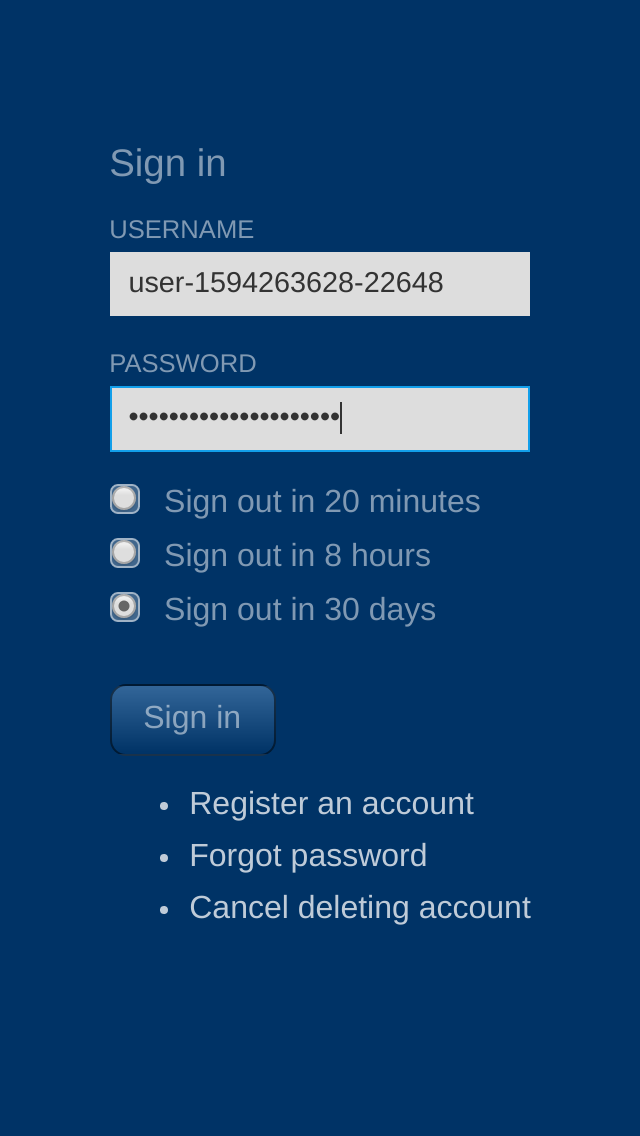 Sign in
USERNAME
user-1594263628-22648
PASSWORD
•••••••••••••••••••••
Sign out in 20 minutes
Sign out in 8 hours
Sign out in 30 days
Sign in
• Register an account
• Forgot password
• Cancel deleting account